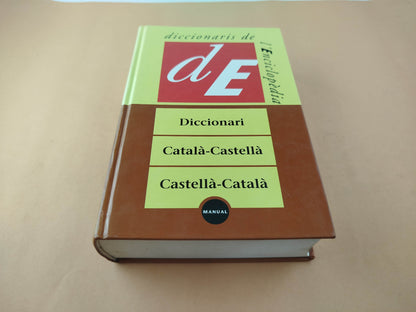 diccionaris de
l'Enciclopèdia
dE
Diccionari
Català-Castellà
Castellà-Català
MANUAL